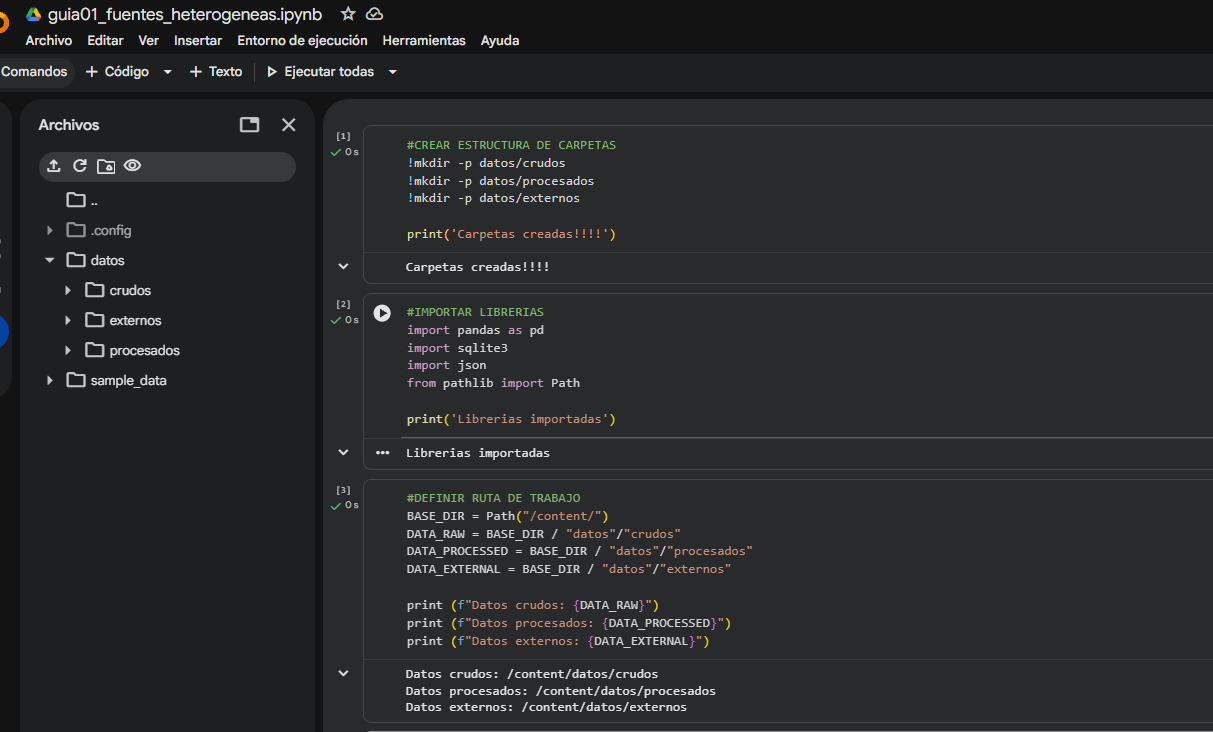 guia01_fuentes_heterogeneas.ipynb
Archivo Editar Ver Insertar Entorno de ejecución Herramientas Ayuda
Comandos + Código + Texto Ejecutar todas
Archivos
..
.config
datos
crudos
externos
procesados
sample_data
[1]
0 s
#CREAR ESTRUCTURA DE CARPETAS
!mkdir -p datos/crudos
!mkdir -p datos/procesados
!mkdir -p datos/externos
print('Carpetas creadas!!!!')
Carpetas creadas!!!!
[2]
0 s
#IMPORTAR LIBRERIAS
import pandas as pd
import sqlite3
import json
from pathlib import Path
print('Librerias importadas')
Librerias importadas
[3]
0 s
#DEFINIR RUTA DE TRABAJO
BASE_DIR = Path("/content/")
DATA_RAW = BASE_DIR / "datos"/"crudos"
DATA_PROCESSED = BASE_DIR / "datos"/"procesados"
DATA_EXTERNAL = BASE_DIR / "datos"/"externos"
print (f"Datos crudos: {DATA_RAW}")
print (f"Datos procesados: {DATA_PROCESSED}")
print (f"Datos externos: {DATA_EXTERNAL}")
Datos crudos: /content/datos/crudos
Datos procesados: /content/datos/procesados
Datos externos: /content/datos/externos